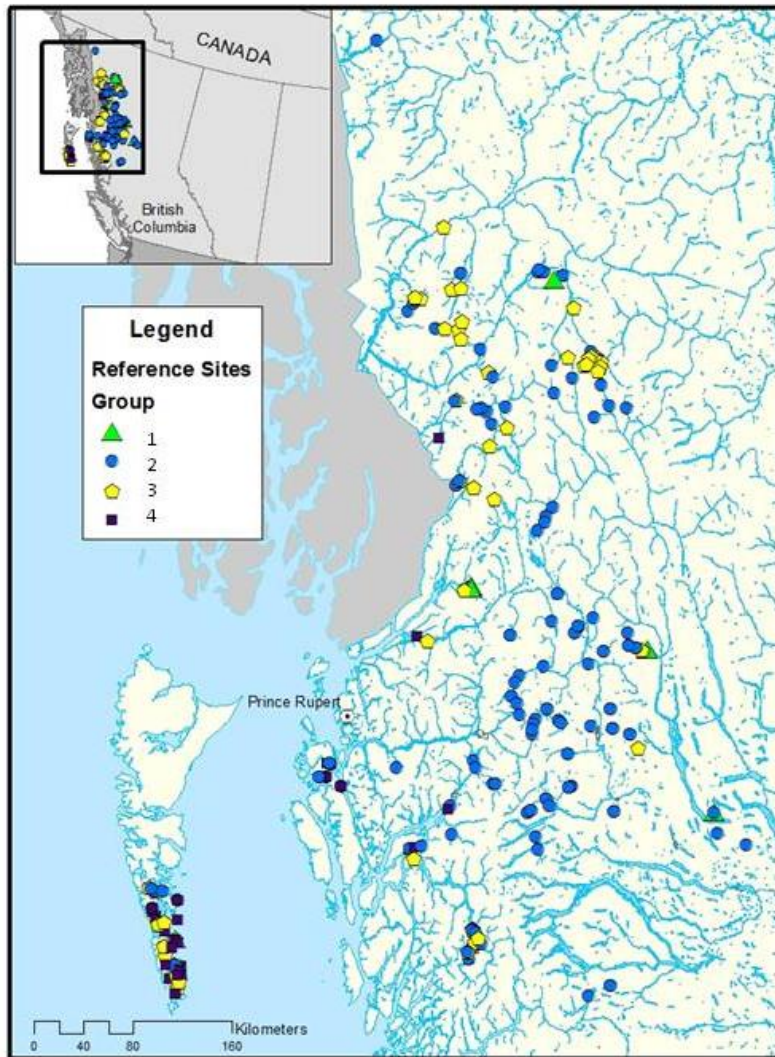 CANADA
British
Columbia
Legend
Reference Sites
Group
1
2
3
4
Prince Rupert
Kilometers
0 40 80 160